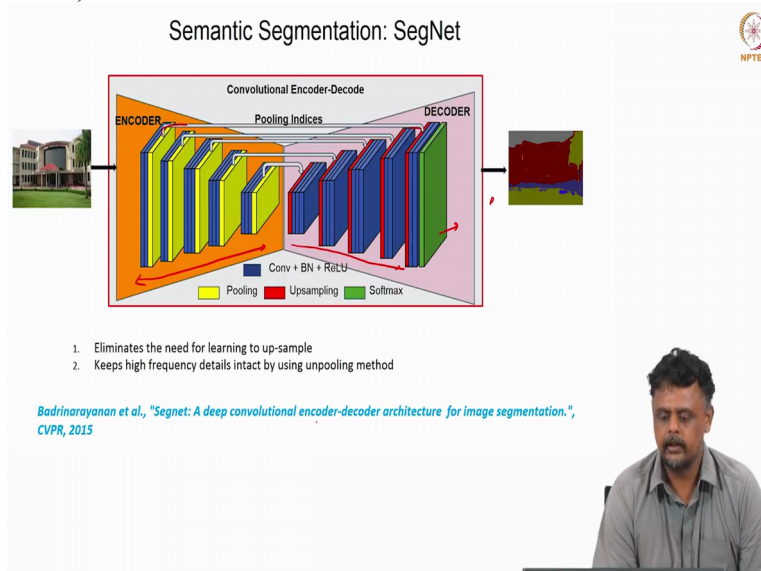 Semantic Segmentation: SegNet
NPTE
Convolutional Encoder-Decode
ENCODER
Pooling Indices
DECODER
Conv + BN + ReLU
Pooling
Upsampling
Softmax
1. Eliminates the need for learning to up-sample
2. Keeps high frequency details intact by using unpooling method
Badrinarayanan et al., "Segnet: A deep convolutional encoder-decoder architecture for image segmentation.",
CVPR, 2015